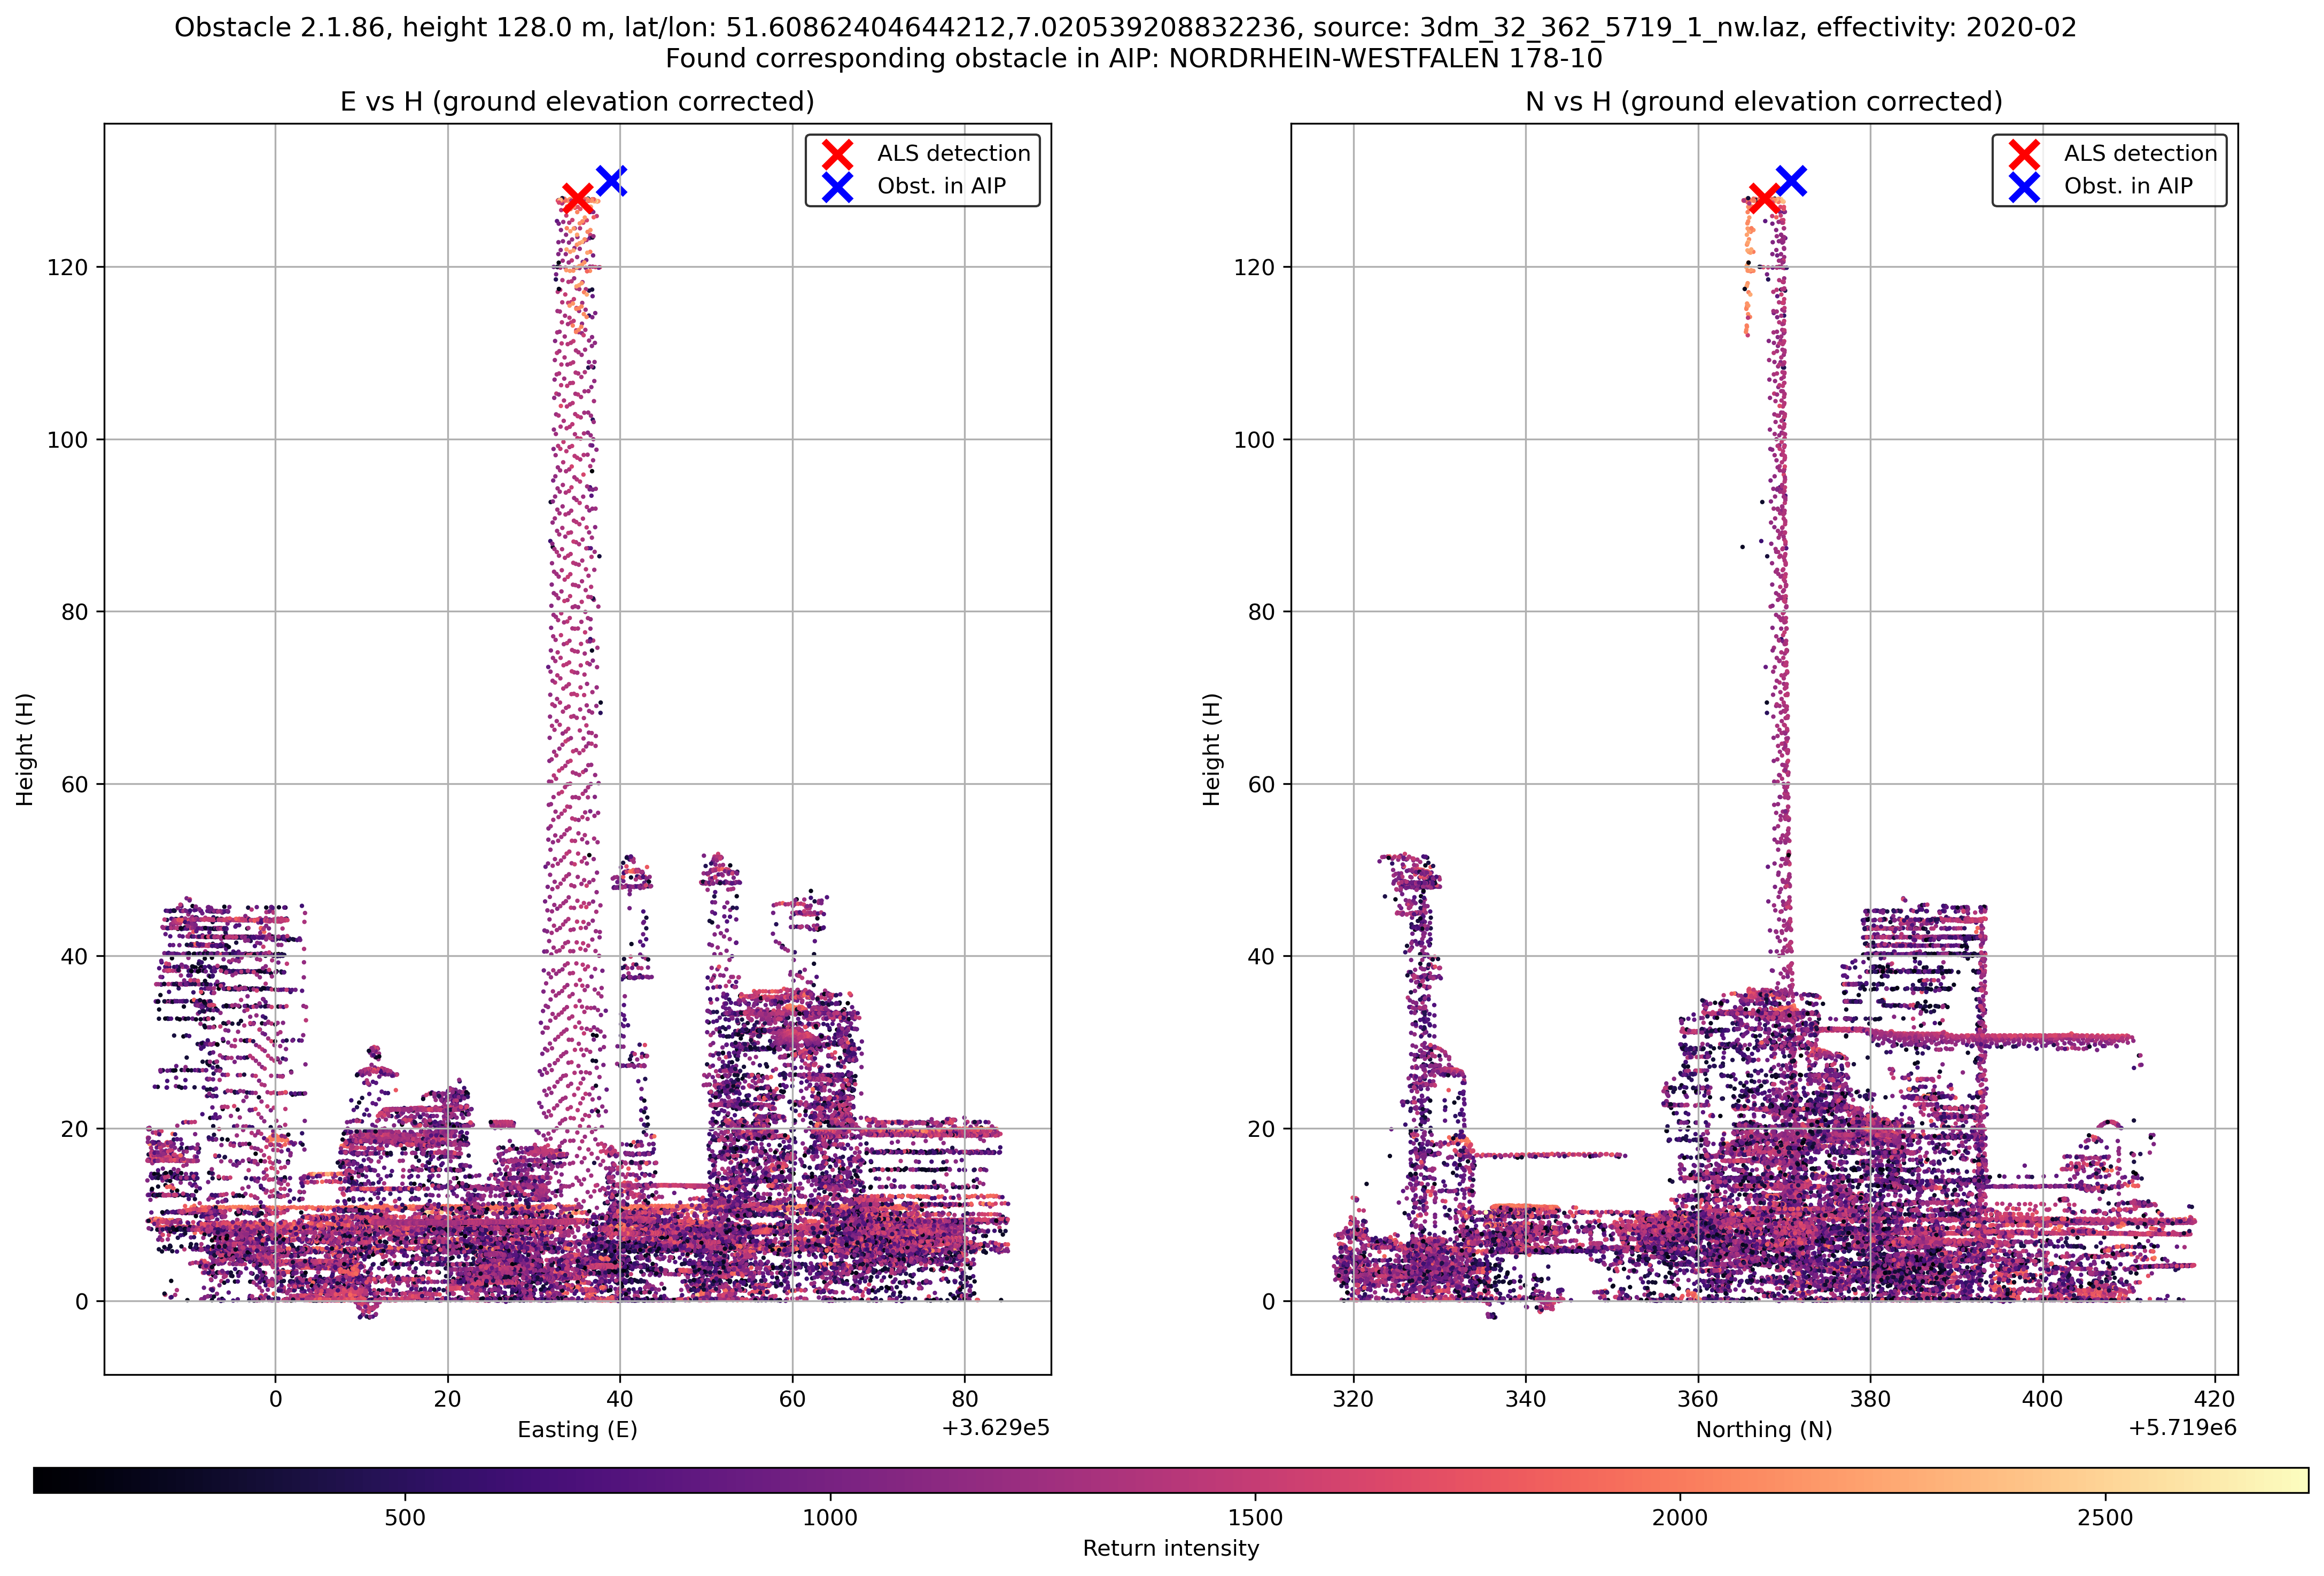 Obstacle 2.1.86, height 128.0 m, lat/lon: 51.60862404644212,7.020539208832236, source: 3dm_32_362_5719_1_nw.laz, effectivity: 2020-02
Found corresponding obstacle in AIP: NORDRHEIN-WESTFALEN 178-10
E vs H (ground elevation corrected)
ALS detection
Obst. in AIP
120
100
80
60
40
20
0
Height (H)
0 20 40 60 80
Easting (E)
+3.629e5
N vs H (ground elevation corrected)
ALS detection
Obst. in AIP
120
100
80
60
40
20
0
Height (H)
320 340 360 380 400 420
Northing (N)
+5.719e6
500 1000 1500 2000 2500
Return intensity